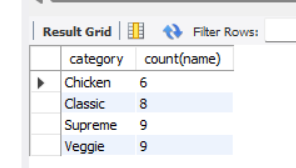 Result Grid Filter Rows:
category count(name)
Chicken 6
Classic 8
Supreme 9
Veggie 9